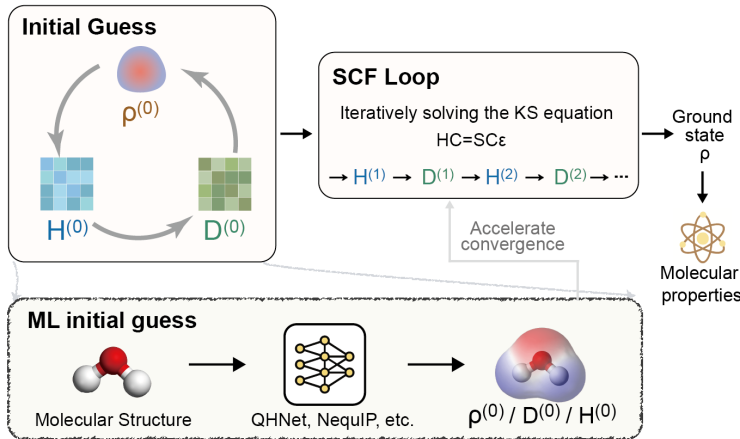 Initial Guess
ρ(0)
H(0)
D(0)
SCF Loop
Iteratively solving the KS equation
HC=SCε
H(1)
D(1)
H(2)
D(2)
...
Ground
state
ρ
Accelerate
convergence
Molecular
properties
ML initial guess
Molecular Structure
QHNet, NequIP, etc.
ρ(0) / D(0) / H(0)